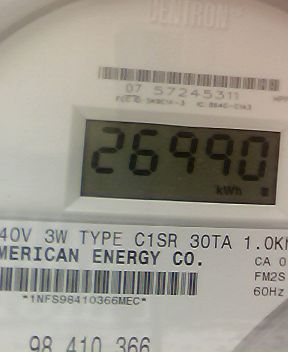 CENTRON
07 57245311
26990
kWh
40V 3W TYPE C1SR 30TA 1.0K
MERICAN ENERGY CO.
CA 0
FM2S
60Hz
*1NFS98410366MEC*
98 410 366